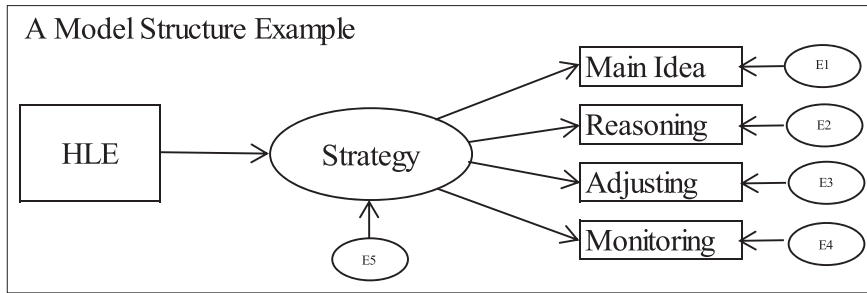 A Model Structure Example
Main Idea
E1
HLE
Strategy
Reasoning
E2
Adjusting
E3
Monitoring
E4
E5